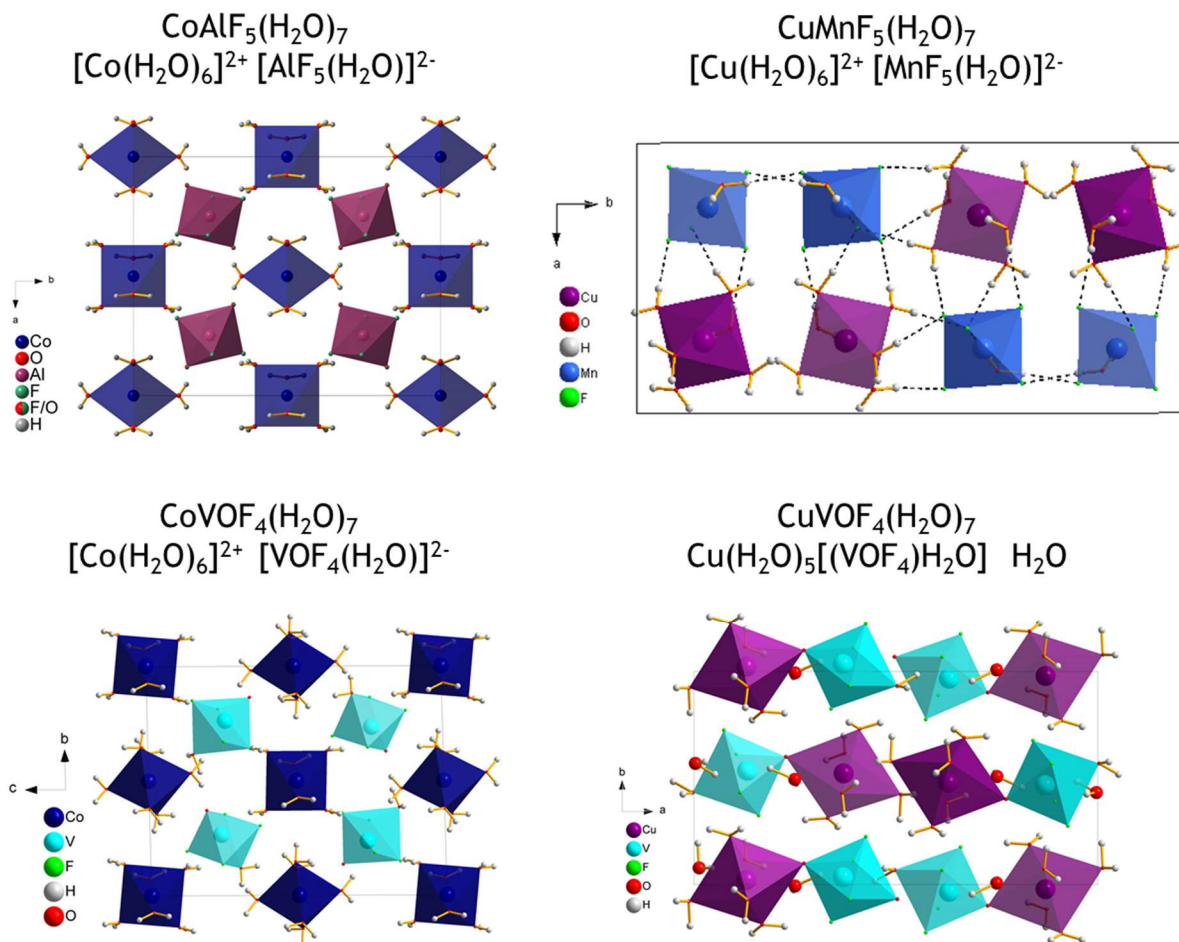 CoAlF₅(H₂O)₇
[Co(H₂O)₆]²⁺ [AlF₅(H₂O)]²⁻
b
a
Co
O
Al
F
F/O
H
CuMnF₅(H₂O)₇
[Cu(H₂O)₆]²⁺ [MnF₅(H₂O)]²⁻
b
a
Cu
O
H
Mn
F
CoVOF₄(H₂O)₇
[Co(H₂O)₆]²⁺ [VOF₄(H₂O)]²⁻
b
c
Co
V
F
H
O
CuVOF₄(H₂O)₇
Cu(H₂O)₅[(VOF₄)H₂O] H₂O
b
a
Cu
V
F
O
H